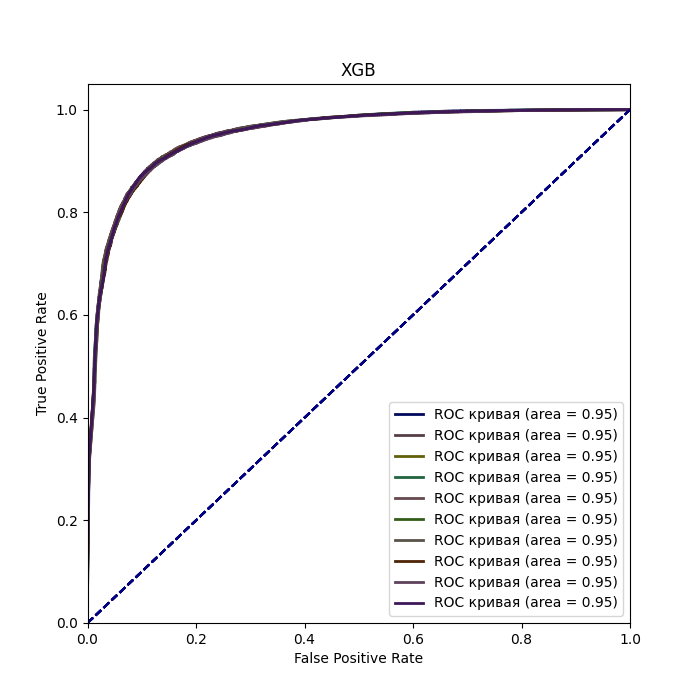 XGB
1.0
0.8
0.6
0.4
0.2
0.0
True Positive Rate
ROC кривая (area = 0.95)
ROC кривая (area = 0.95)
ROC кривая (area = 0.95)
ROC кривая (area = 0.95)
ROC кривая (area = 0.95)
ROC кривая (area = 0.95)
ROC кривая (area = 0.95)
ROC кривая (area = 0.95)
ROC кривая (area = 0.95)
ROC кривая (area = 0.95)
0.0 0.2 0.4 0.6 0.8 1.0
False Positive Rate